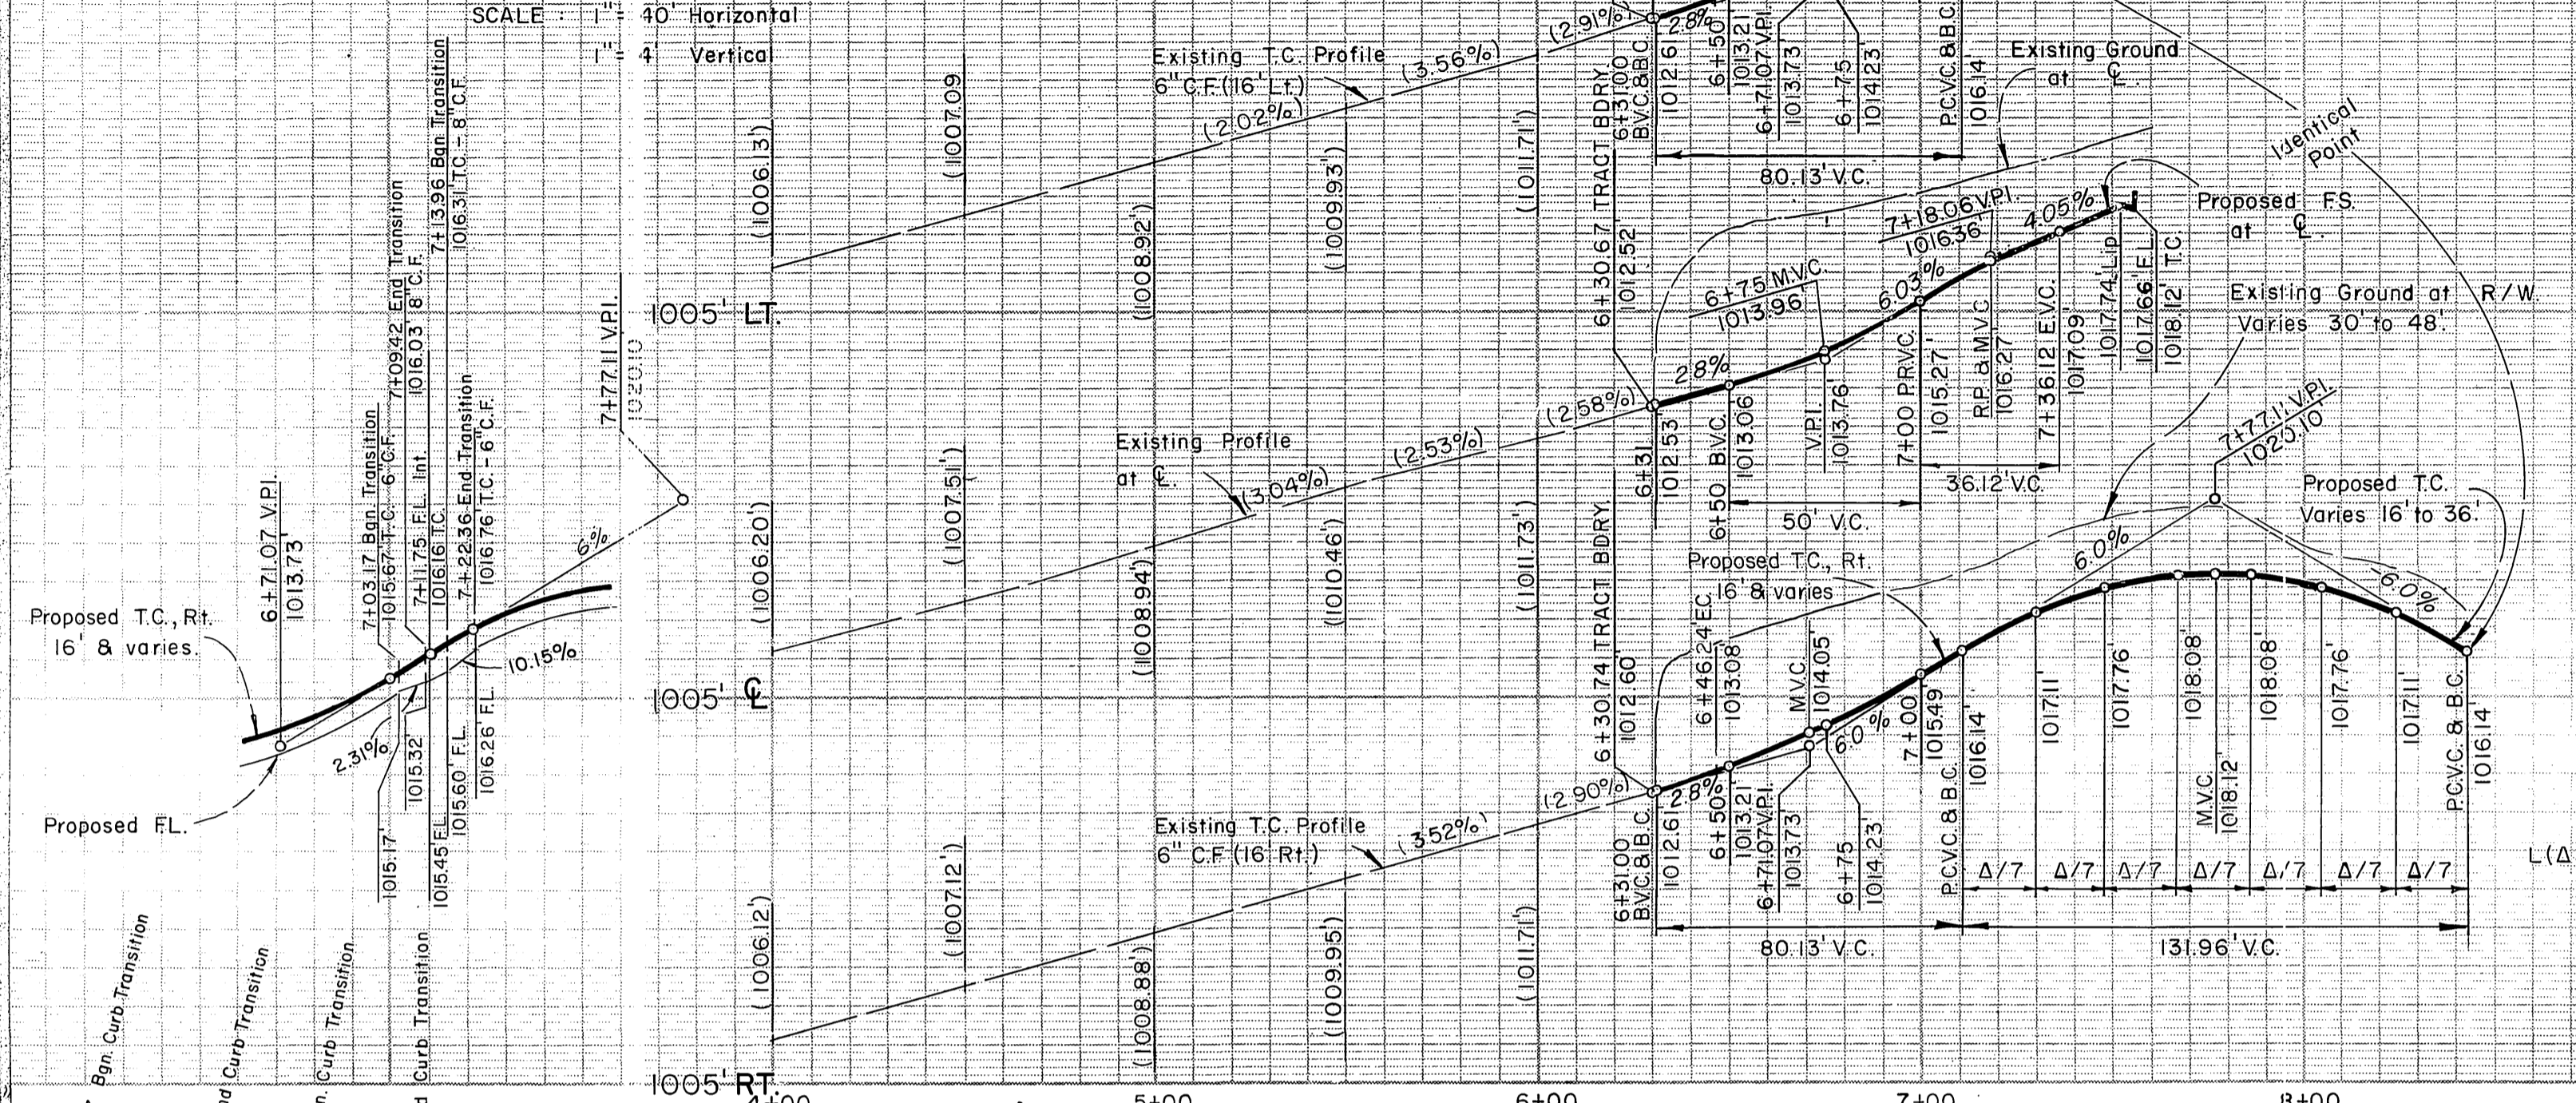 SCALE : 1" = 40' Horizontal
1" = 4' Vertical
7+13.96 Bgn Transition
1016.31' T.C. - 8" C.F.
7+09.42 End Transition
1016.03' 8" C.F.
7+03.17 Bgn Transition
1015.67' T.C. 6" C.F.
7+11.75 F.L. Int.
1016.16 T.C.
7+22.36 End Transition
1016.76' T.C. - 6" C.F.
6+71.07 V.P.I.
1013.73'
7+77.11 V.P.I.
1020.10
6%
Proposed T.C., Rt.
16' & varies.
10.15%
2.31%
Proposed F.L.
1015.17'
1015.32'
1015.45' F.L.
1015.60' F.L.
1016.26' F.L.
Bgn. Curb Transition
Curb Transition
Curb Transition
Curb Transition
1005' LT.
(1006.13')
(1007.09
(1008.92')
(1009.93')
(1011.71')
Existing T.C. Profile
6" C.F. (16' Lt.)
(2.02%)
(3.56%)
(2.91%)
2.8%
6+31.00
B.V.C. & B.C.
1012.6
6+50
1013.21
6+71.07 V.P.I.
1013.73'
6+75
1014.23'
P.C.V.C. & B.C.
1016.14'
80.13' V.C.
Existing Ground
at ℄.
Identical
Point
1005' ℄
(1006.20')
(1007.51')
(1008.94')
(1010.46')
(1011.73')
Existing Profile
at ℄.
(3.04%)
(2.53%)
(2.58%)
6+30.67 TRACT BDRY.
1012.52'
2.8%
6+31
1012.53'
6+50 B.V.C.
1013.06'
6+75 M.V.C.
1013.96'
V.P.I.
1013.76'
6.03%
7+00 P.R.V.C.
1015.27'
7+18.06 V.P.I.
1016.36'
R.P. & M.V.C.
1016.27'
4.05%
7+36.12 E.V.C.
1017.09'
1017.74' Lip
1017.66' F.L.
1018.12' T.C.
50' V.C.
36.12' V.C.
Proposed F.S.
at ℄.
Existing Ground at R/W.
Varies 30' to 48'.
7+77.11' V.P.I.
1020.10
Proposed T.C.
Varies 16' to 36'.
1005' RT.
(1006.12')
(1007.12')
(1008.88')
(1009.95')
(1011.71')
Existing T.C. Profile
6" C.F. (16' Rt.)
(3.52%)
(2.90%)
6+30.74 TRACT BDRY.
1012.60'
2.8%
6+31.00
B.V.C. & B.C.
1012.61'
6+46.24 E.C.
1013.08'
6+50
1013.21'
6+71.07 V.P.I.
1013.73'
M.V.C.
1014.05'
6+75
1014.23'
6.0%
Proposed T.C., Rt.
16' & varies
7+00
1015.49'
P.C.V.C. & B.C.
1016.14'
6.0%
-6.0%
1017.11'
1017.76'
1018.08'
M.V.C.
1018.12'
1018.08'
1017.76'
1017.11'
P.C.V.C. & B.C.
1016.14'
Δ/7 Δ/7 Δ/7 Δ/7 Δ/7 Δ/7 Δ/7
80.13' V.C.
131.96' V.C.
L(Δ
4+00 5+00 6+00 7+00 8+00